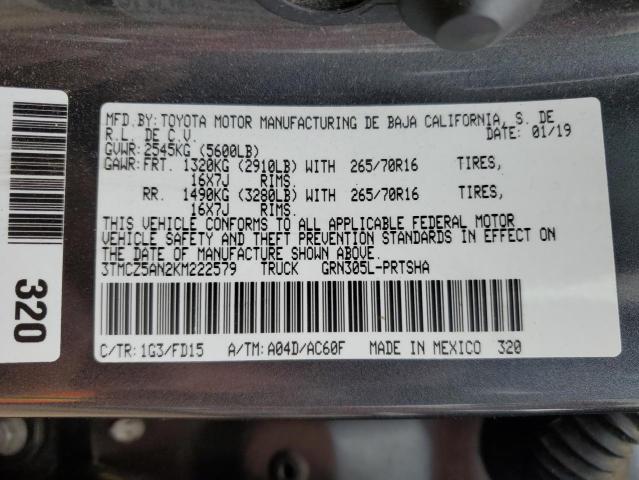 MFD.BY:TOYOTA MOTOR MANUFACTURING DE BAJA CALIFORNIA, S. DE
R.L. DE C.V. DATE: 01/19
GVWR:2545KG (5600LB)
GAWR:FRT. 1320KG (2910LB) WITH 265/70R16 TIRES,
16X7J RIMS.
RR. 1490KG (3280LB) WITH 265/70R16 TIRES,
16X7J RIMS.
THIS VEHICLE CONFORMS TO ALL APPLICABLE FEDERAL MOTOR
VEHICLE SAFETY AND THEFT PREVENTION STANDARDS IN EFFECT ON
THE DATE OF MANUFACTURE SHOWN ABOVE.
3TMCZ5AN2KM222579 TRUCK GRN305L-PRTSHA
C/TR:1G3/FD15 A/TM:A04D/AC60F MADE IN MEXICO 320
320